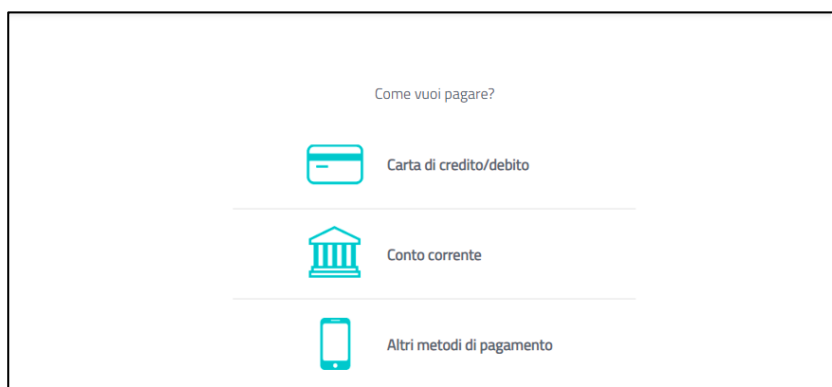 Come vuoi pagare?
Carta di credito/debito
Conto corrente
Altri metodi di pagamento